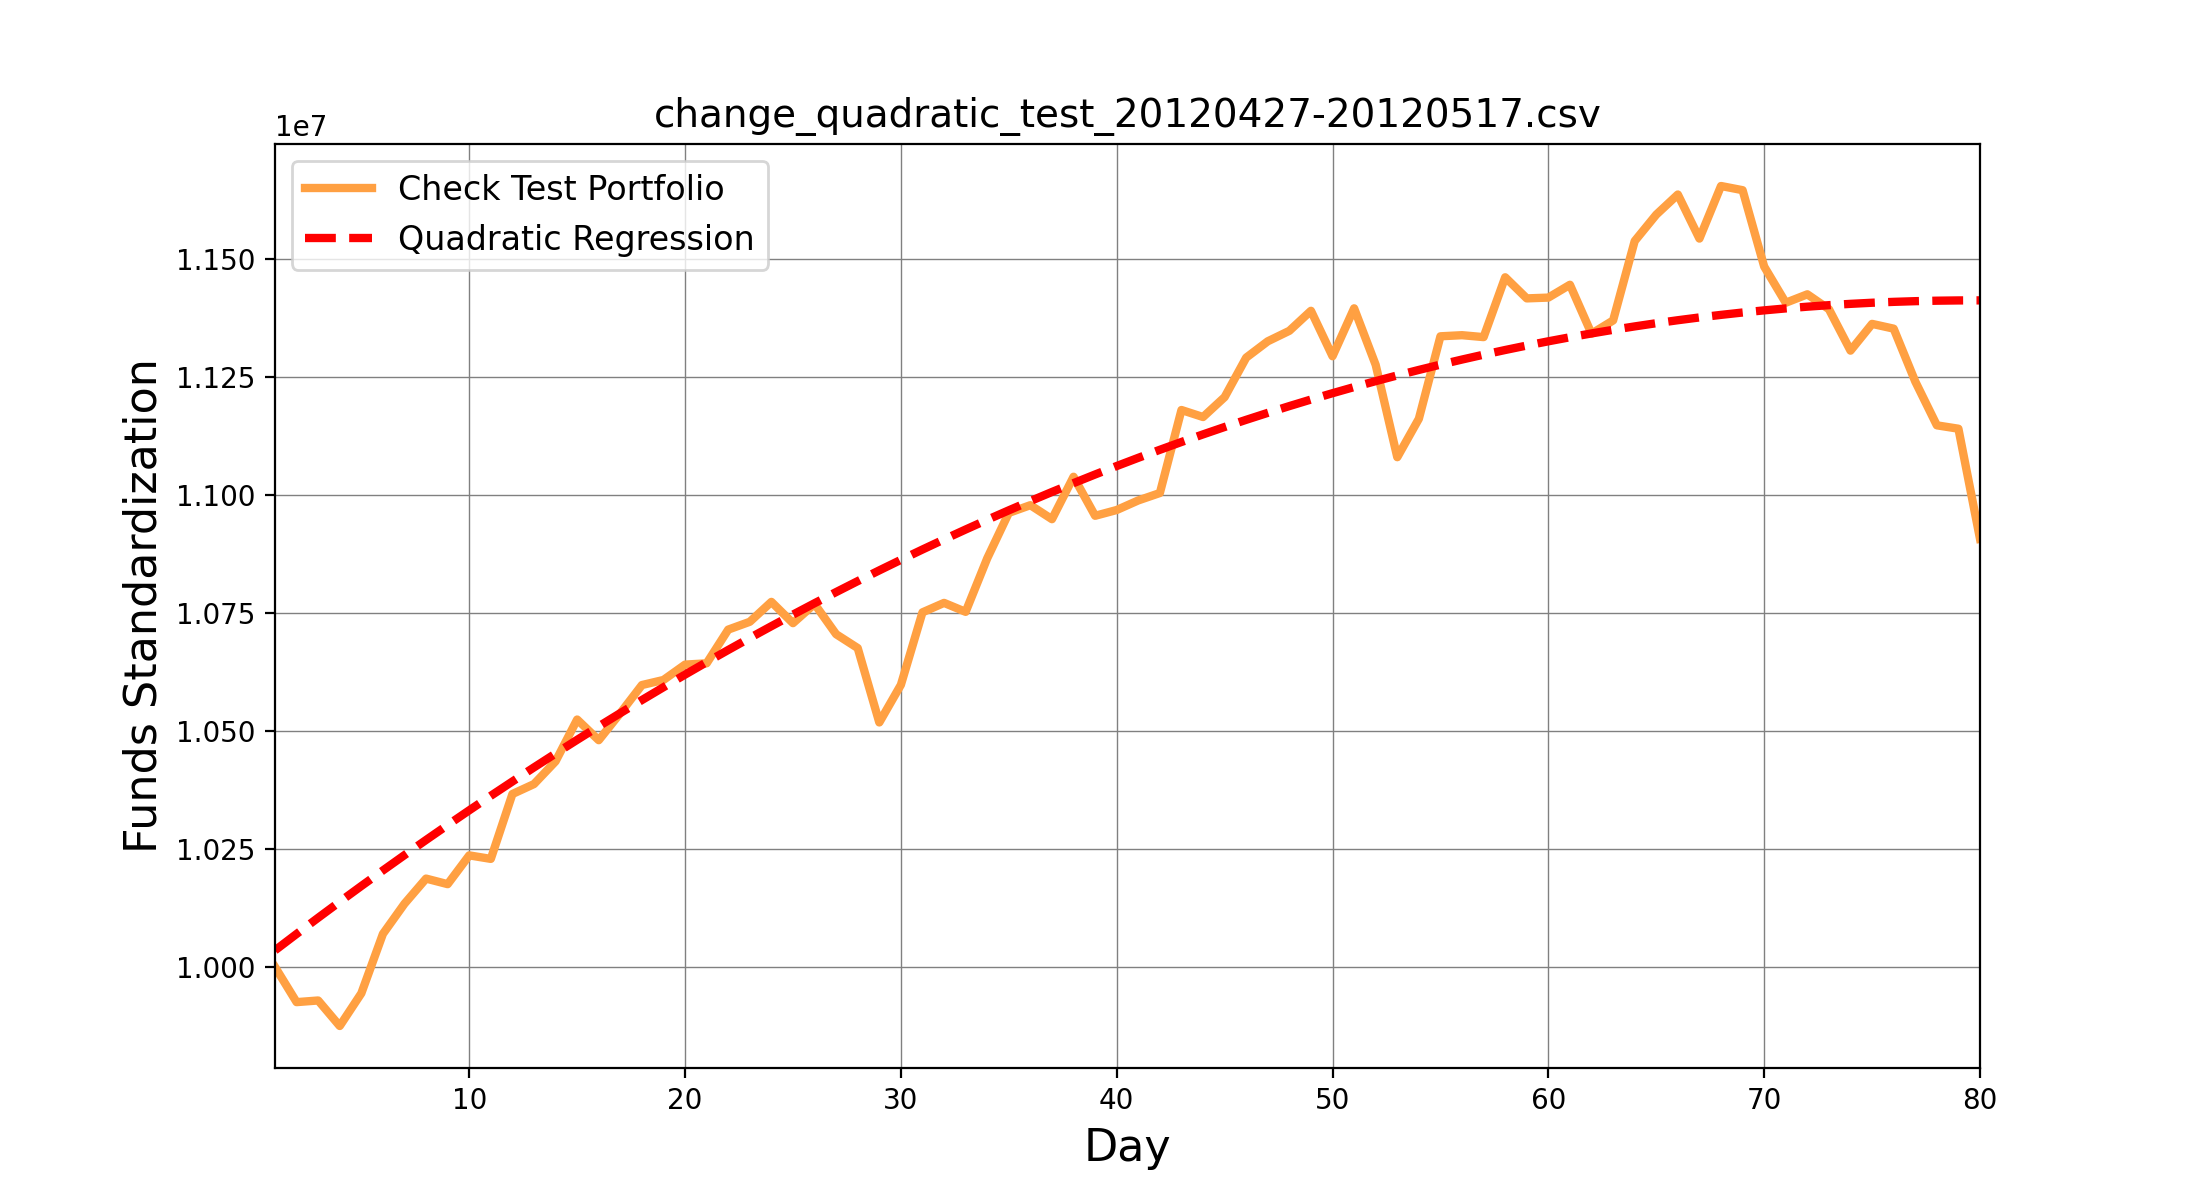 change_quadratic_test_20120427-20120517.csv
1e7
Check Test Portfolio
Quadratic Regression
1.150
1.125
1.100
1.075
1.050
1.025
1.000
Funds Standardization
10 20 30 40 50 60 70 80
Day